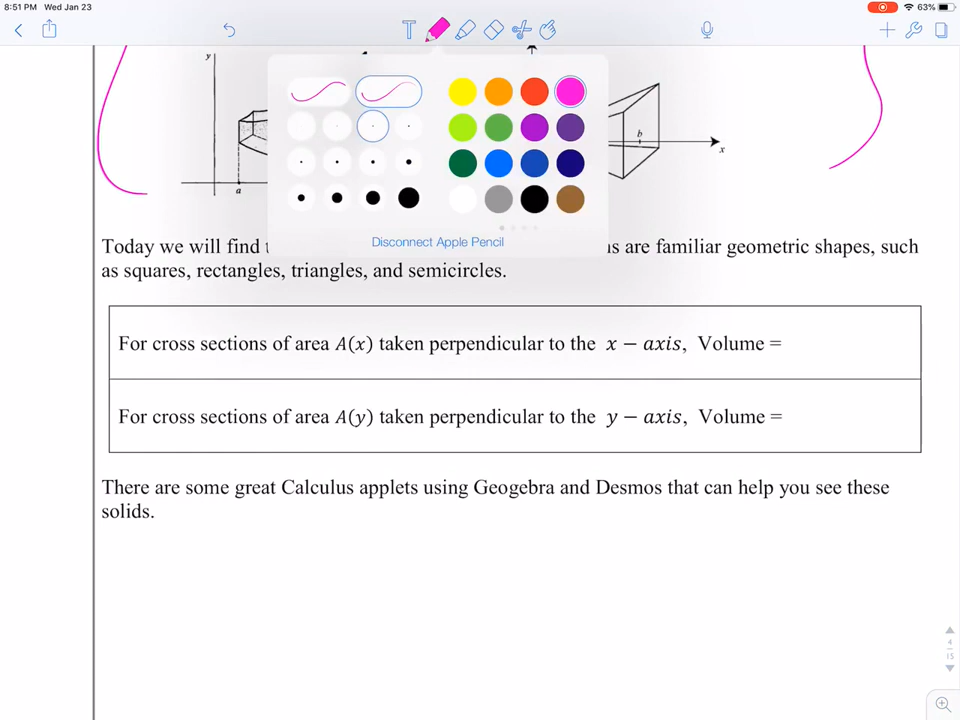 8:51 PM Wed Jan 23
63%
T
y
b
x
a
Today we will find
ns are familiar geometric shapes, such
as squares, rectangles, triangles, and semicircles.
Disconnect Apple Pencil
For cross sections of area A(x) taken perpendicular to the x − axis, Volume =
For cross sections of area A(y) taken perpendicular to the y − axis, Volume =
There are some great Calculus applets using Geogebra and Desmos that can help you see these
solids.
4
15